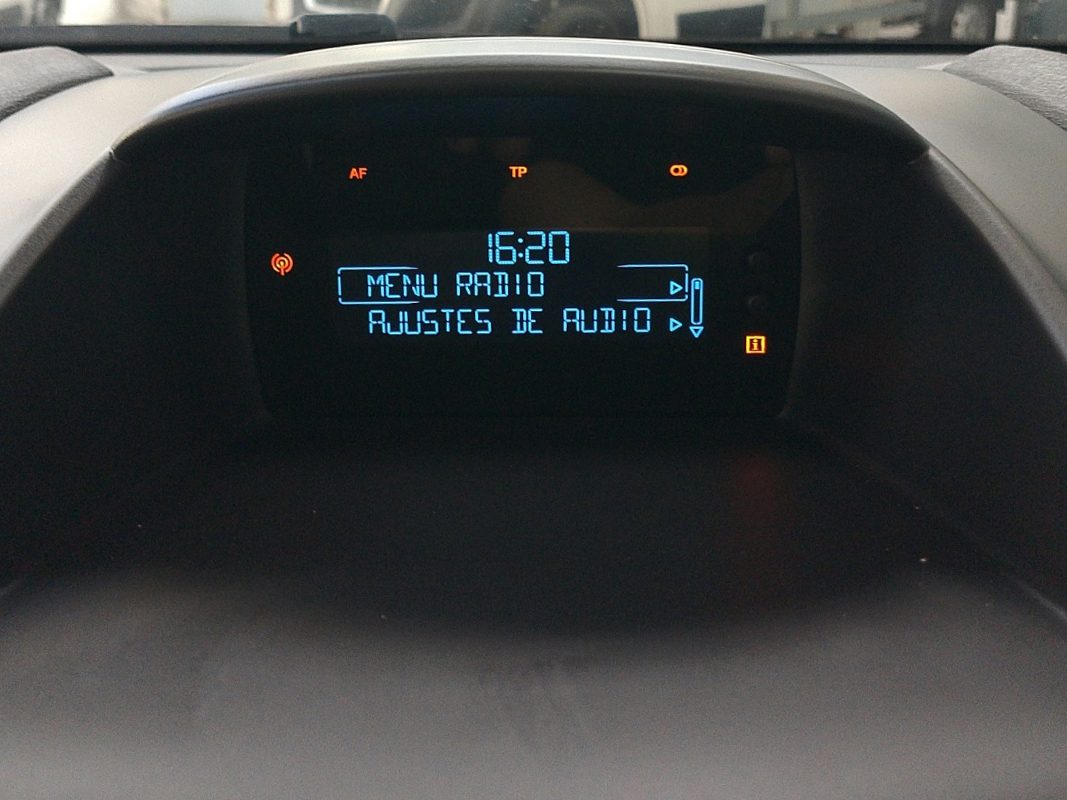 AF TP
16:20
MENU RADIO
AJUSTES DE AUDIO
i